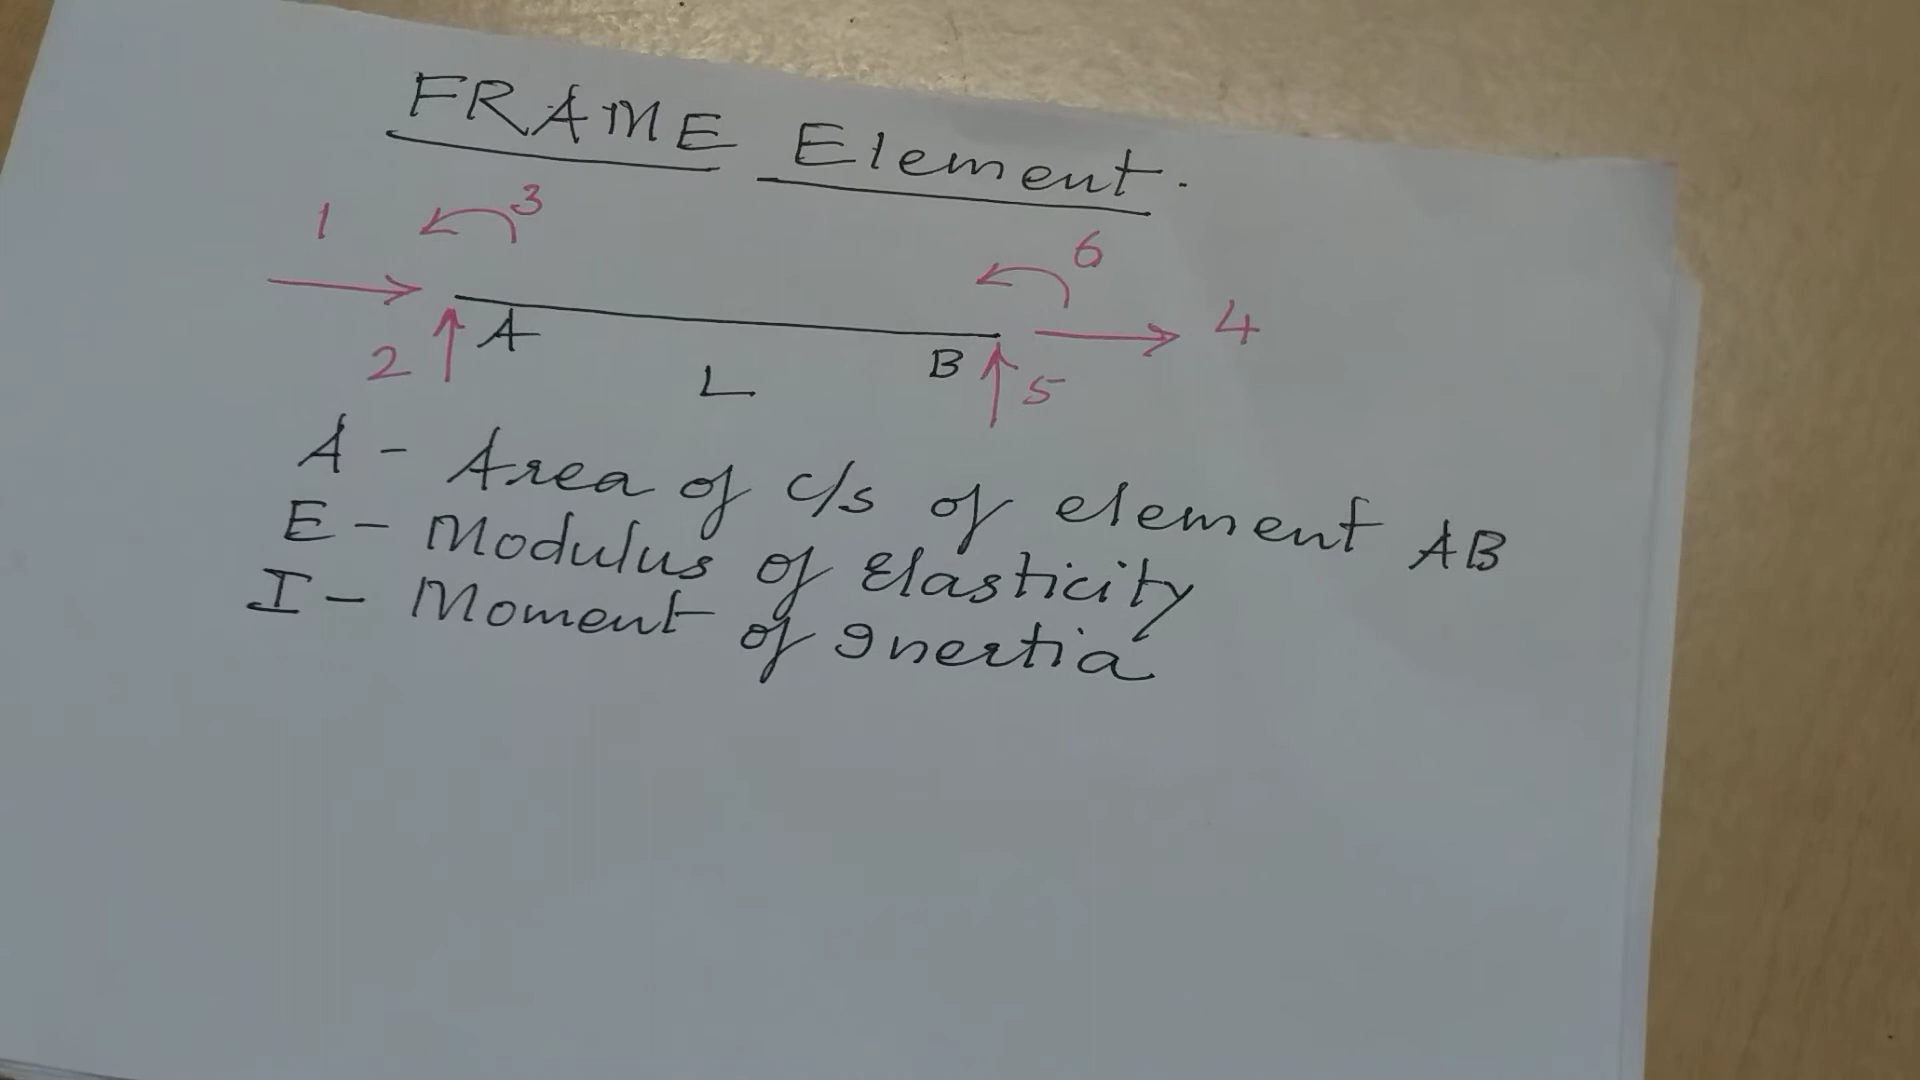 FRAME Element.
1 3 6
2 A B 5 4
L
A - Area of c/s of element AB
E - Modulus of Elasticity
I - Moment of Inertia